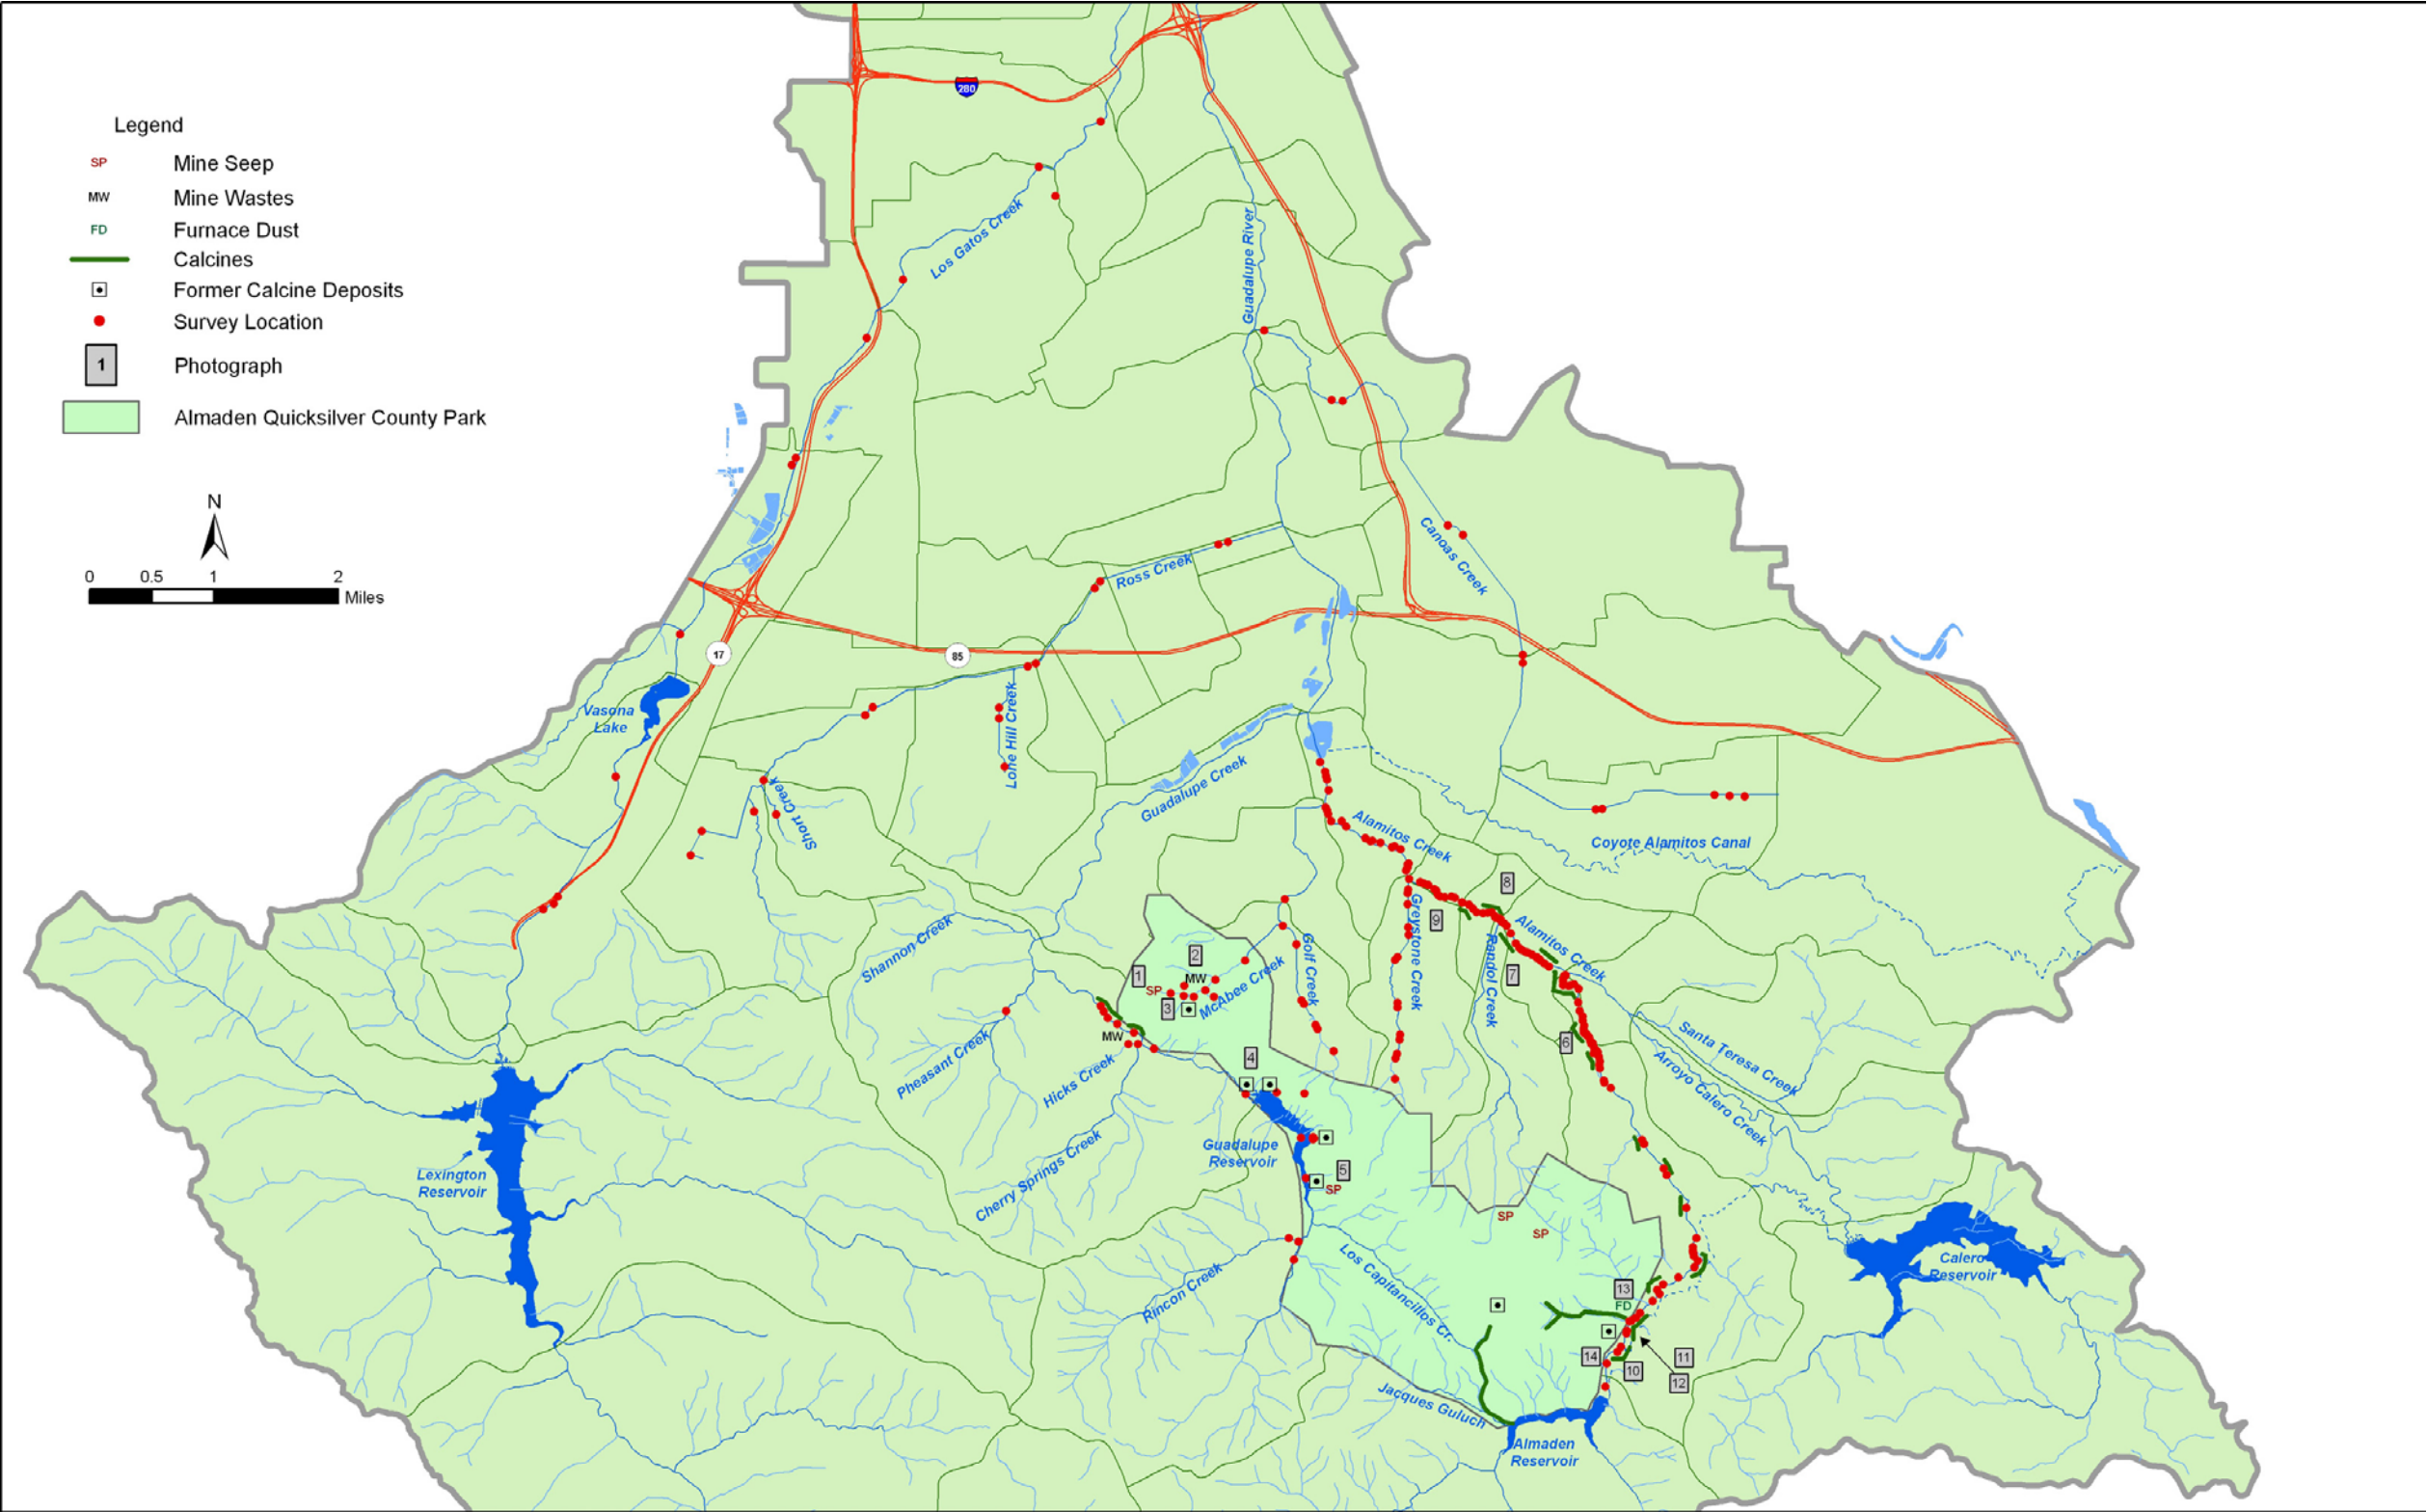 280
Legend
SP Mine Seep
MW Mine Wastes
FD Furnace Dust
Calcines
Former Calcine Deposits
Survey Location
1 Photograph
Almaden Quicksilver County Park
N
0 0.5 1 2
Miles
Los Gatos Creek
Guadalupe River
Canoas Creek
Ross Creek
17
85
Vasona
Lake
Lone Hill Creek
Short Creek
Guadalupe Creek
Alamitos Creek
Coyote Alamitos Canal
8
9
Shannon Creek
Greystone Creek
Randol Creek
Alamitos Creek
Golf Creek
1
2
MW
SP
3
McAbee Creek
7
MW
6
Pheasant Creek
Hicks Creek
4
Santa Teresa Creek
Arroyo Calero Creek
Cherry Springs Creek
Guadalupe
Reservoir
5
SP
Lexington
Reservoir
SP
SP
Los Capitancillos Cr.
Rincon Creek
Calero
Reservoir
13
FD
14
10
11
12
Jacques Guluch
Almaden
Reservoir